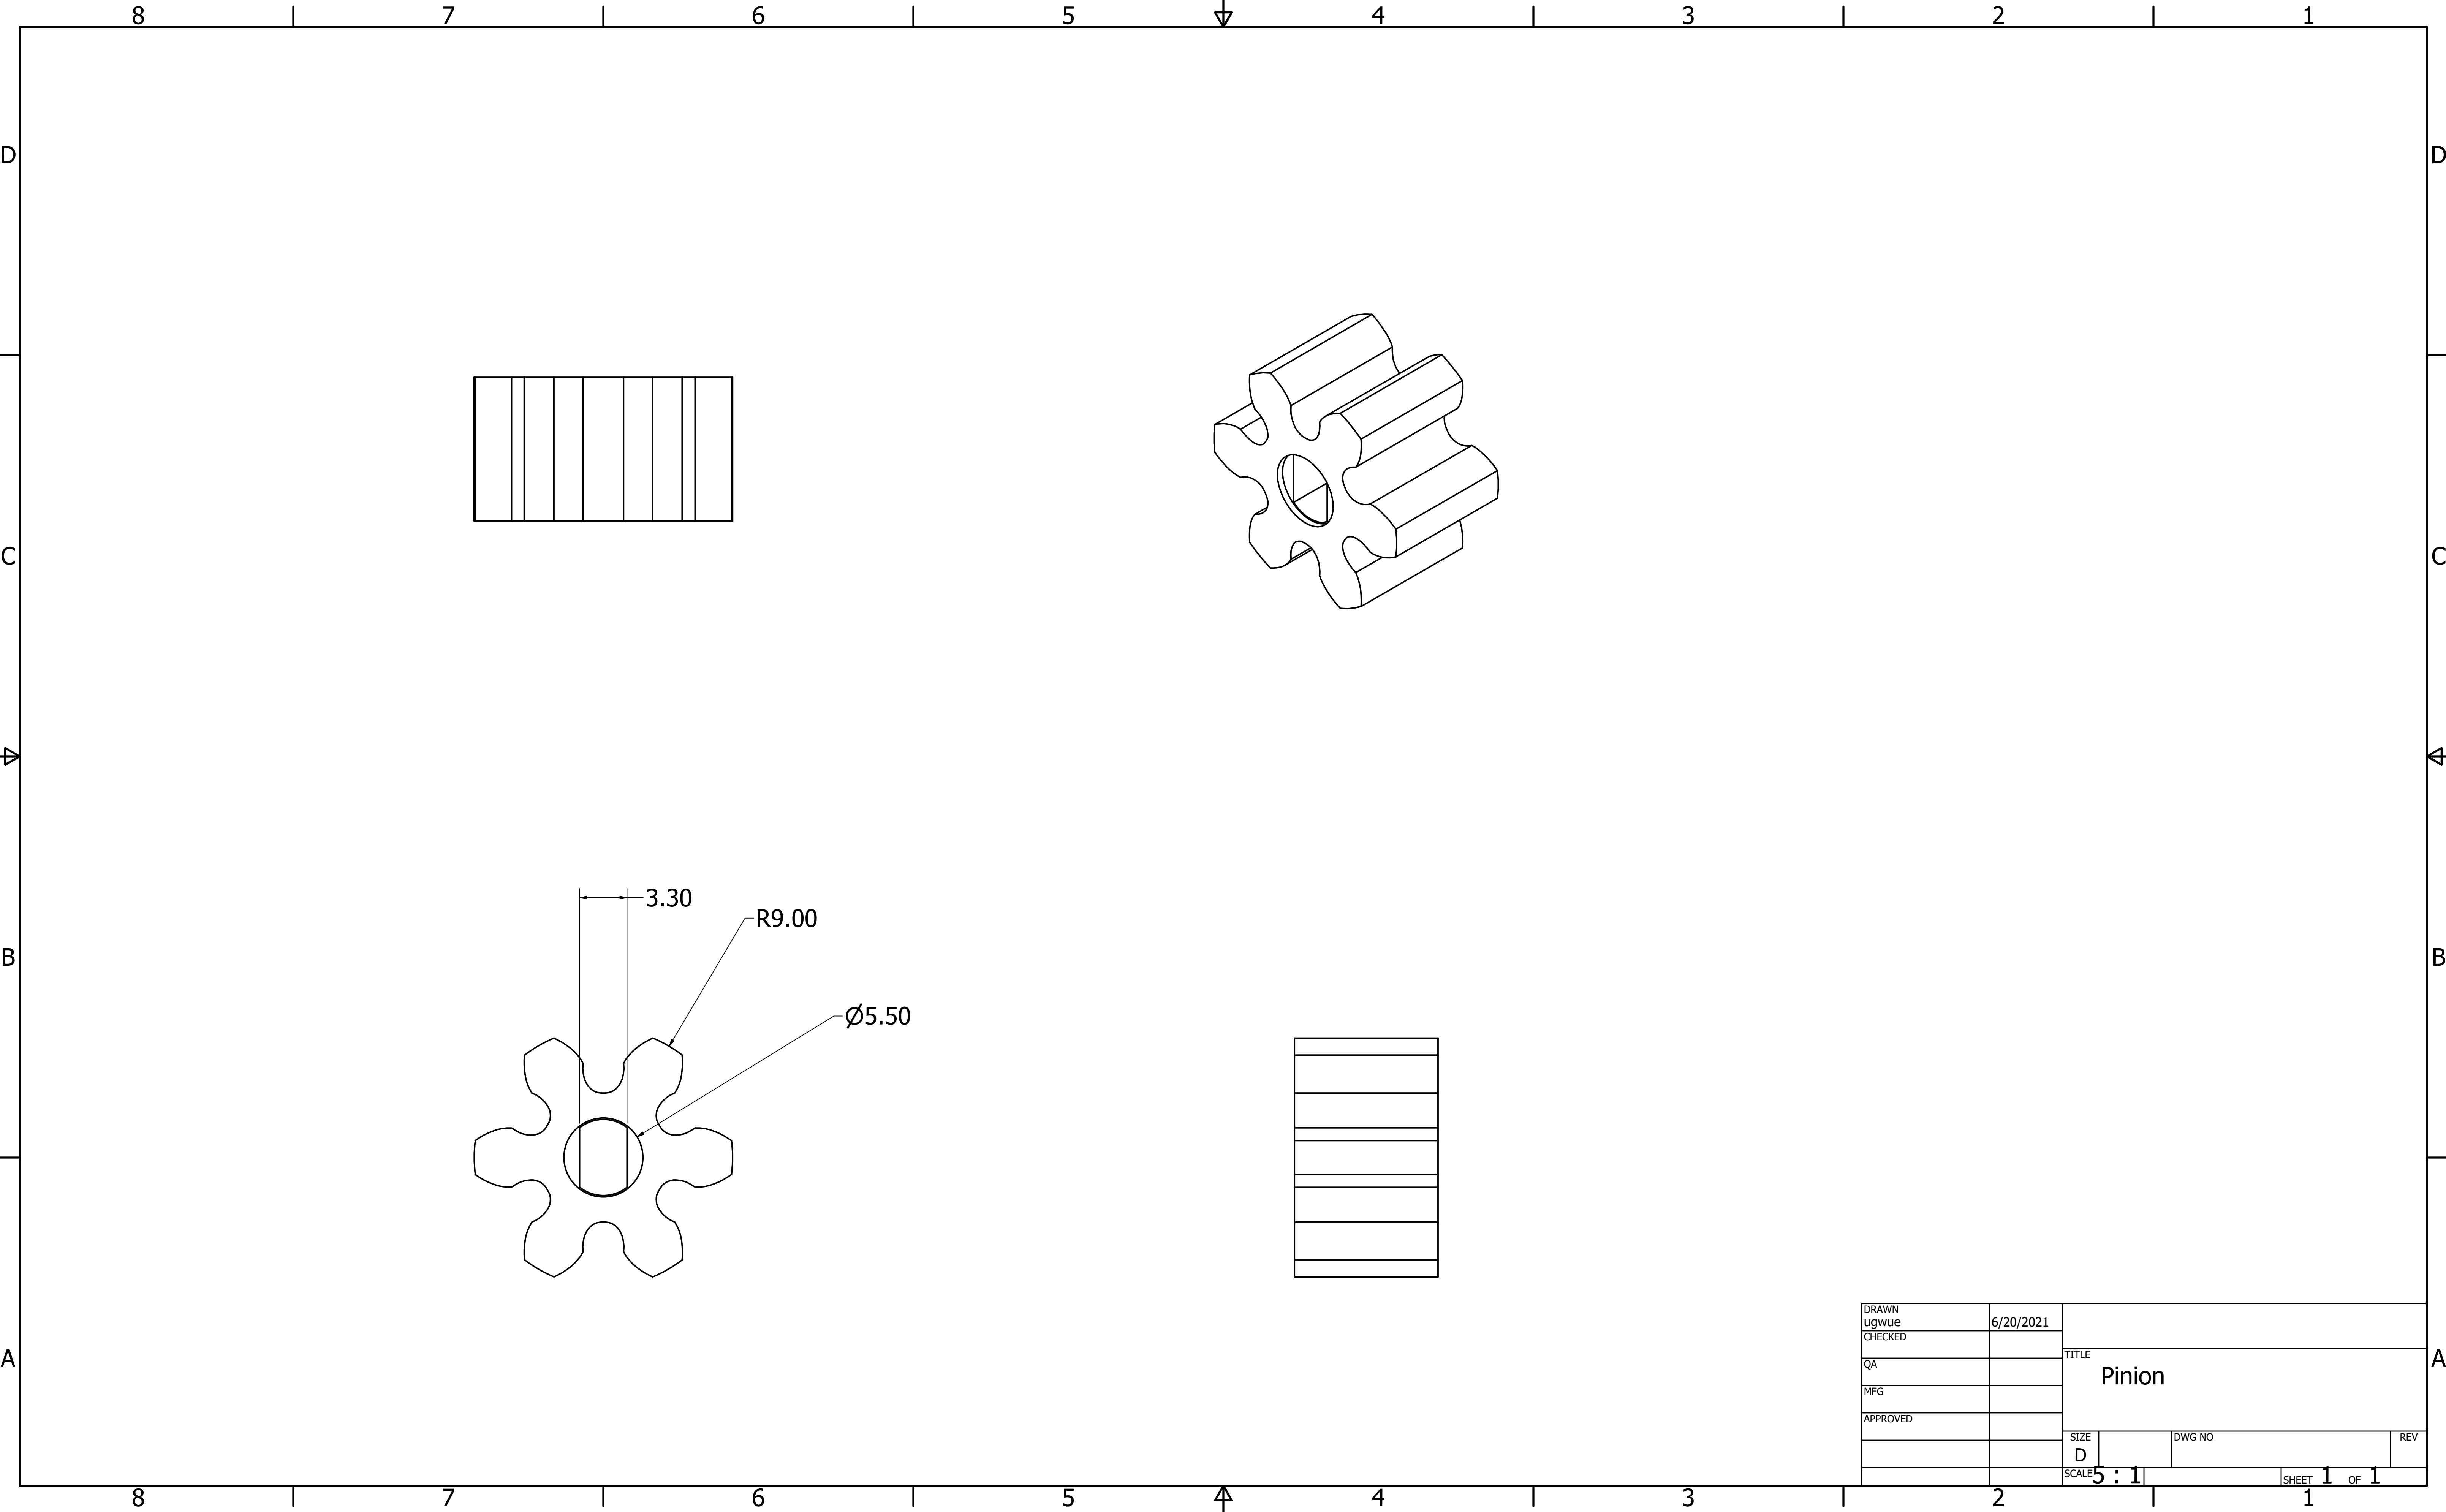 8 7 6 5 4 3 2 1
D D
C C
3.30
R9.00
B B
Ø5.50
DRAWN
ugwue 6/20/2021
CHECKED
TITLE
A A
QA
Pinion
MFG
APPROVED
SIZE DWG NO REV
D
SCALE 5 : 1 SHEET 1 OF 1
8 7 6 5 4 3 2 1